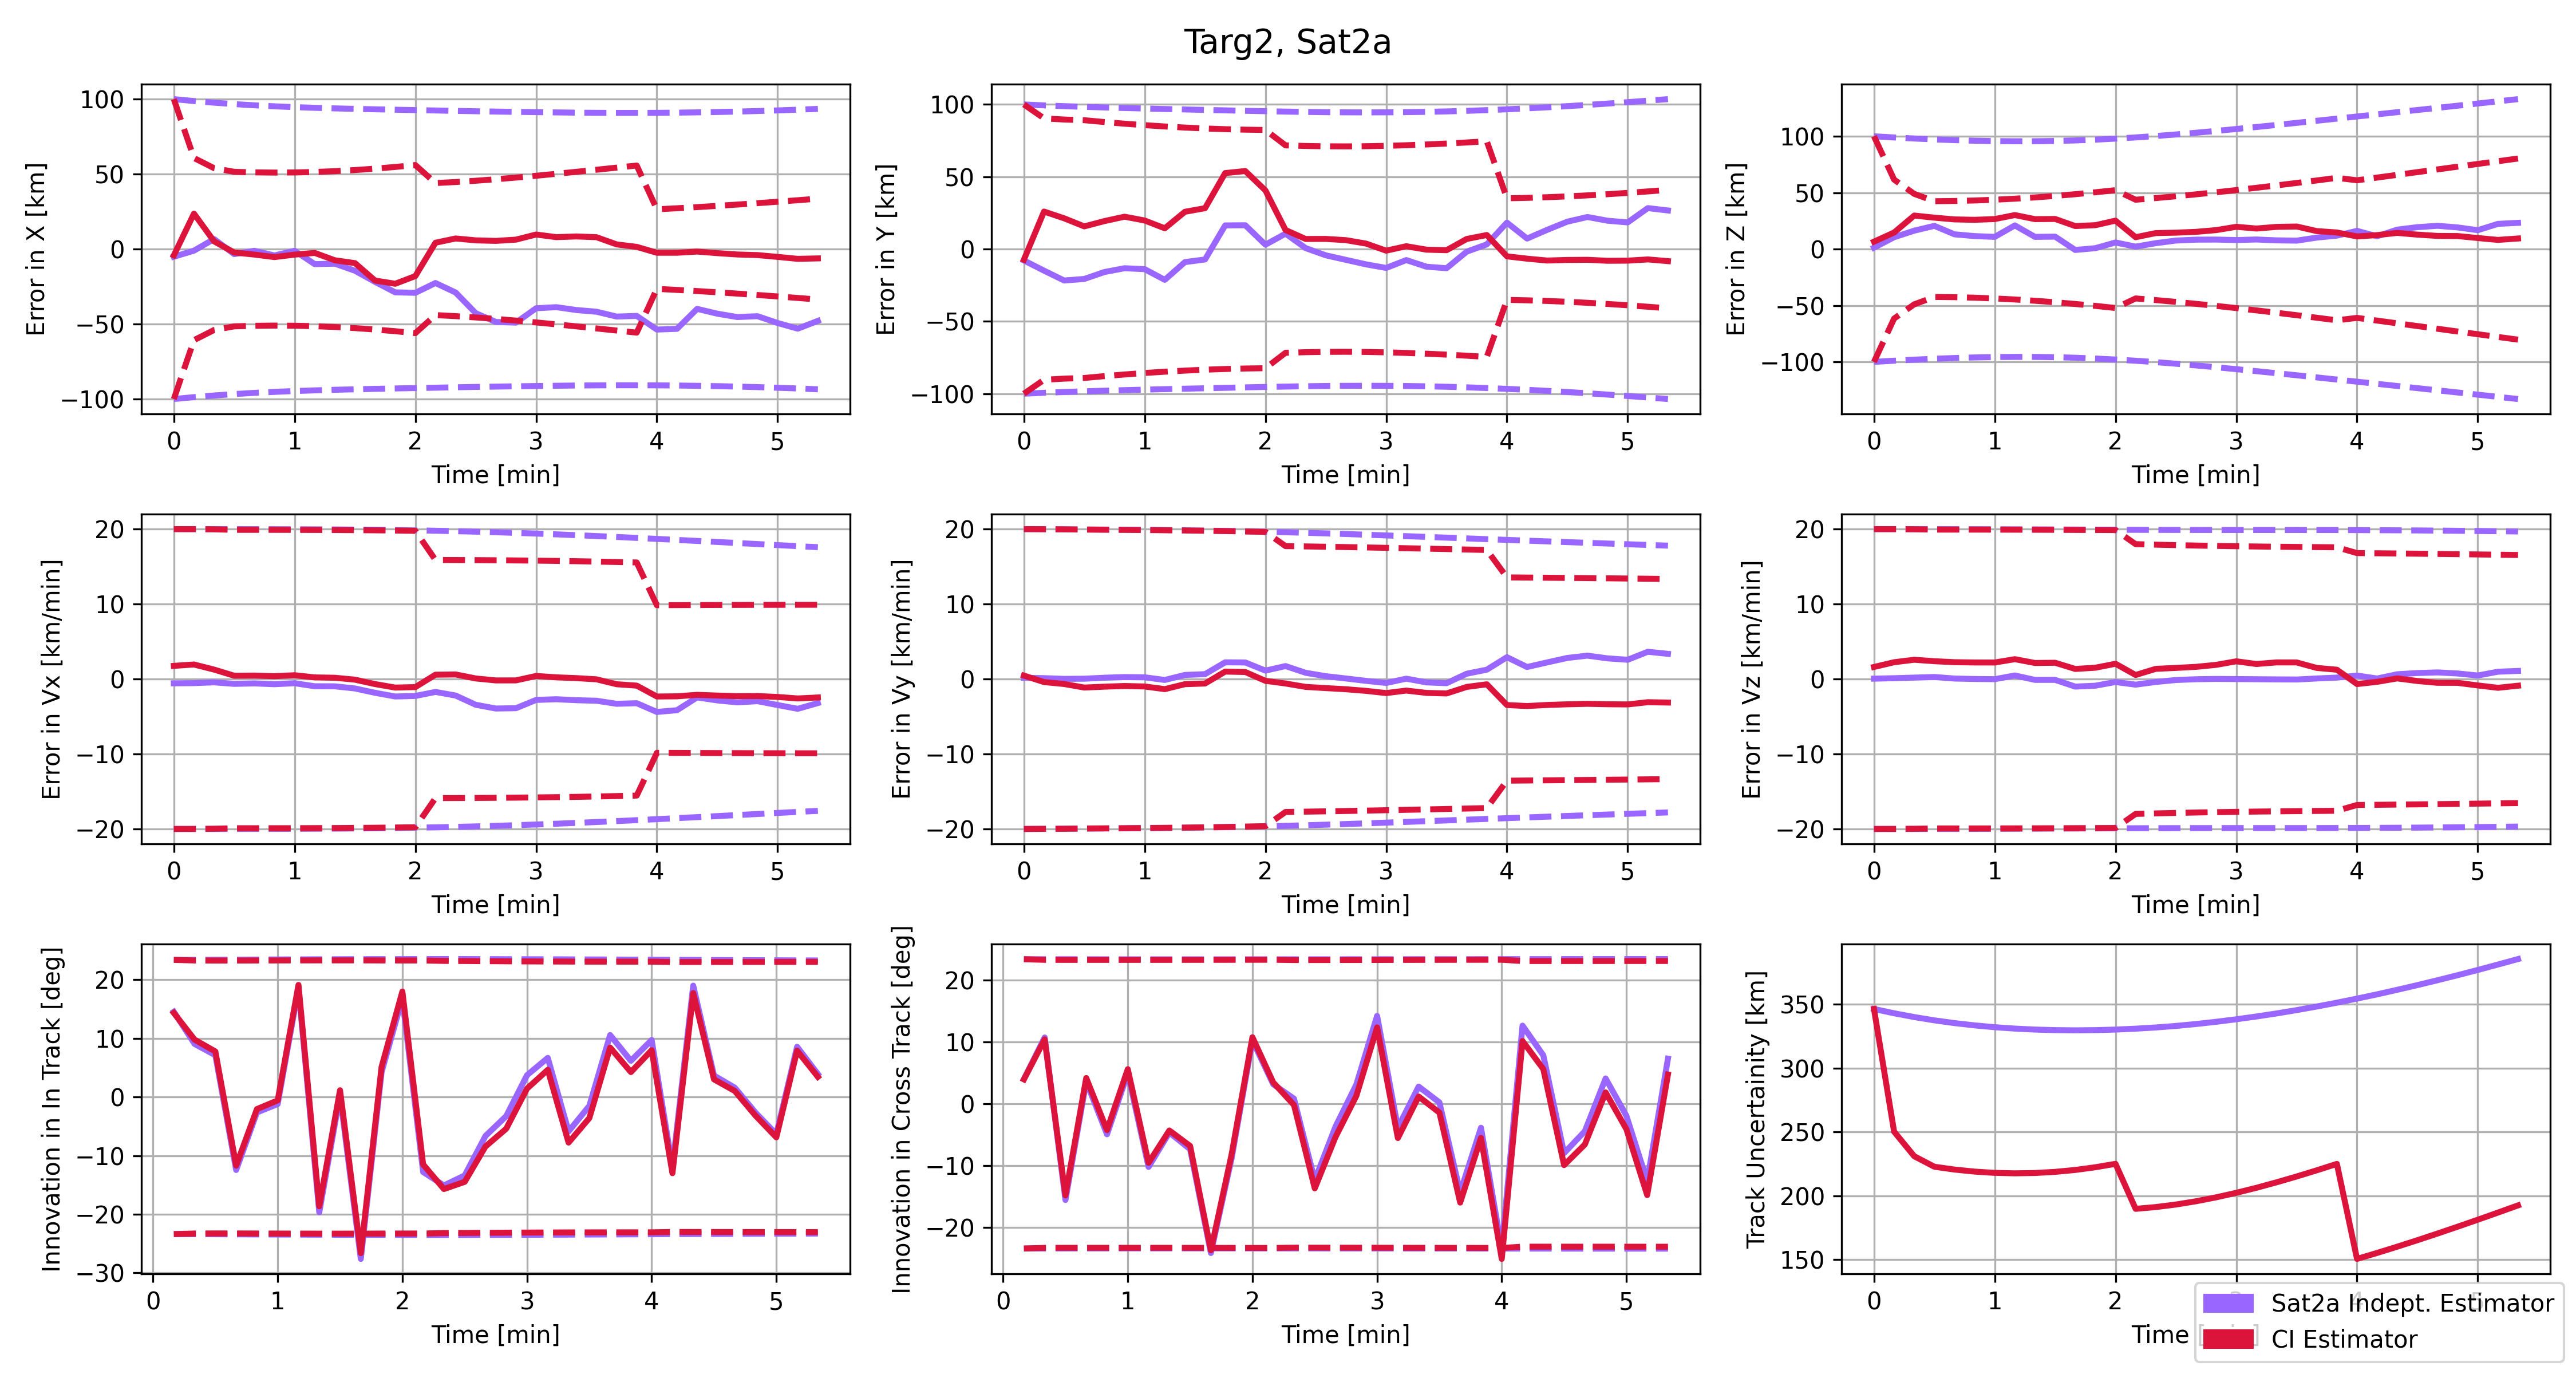 Targ2, Sat2a
Error in X [km]
100
50
0
−50
−100
0 1 2 3 4 5
Time [min]
Error in Y [km]
100
50
0
−50
−100
0 1 2 3 4 5
Time [min]
Error in Z [km]
100
50
0
−50
−100
0 1 2 3 4 5
Time [min]
Error in Vx [km/min]
20
10
0
−10
−20
0 1 2 3 4 5
Time [min]
Error in Vy [km/min]
20
10
0
−10
−20
0 1 2 3 4 5
Time [min]
Error in Vz [km/min]
20
10
0
−10
−20
0 1 2 3 4 5
Time [min]
Innovation in In Track [deg]
20
10
0
−10
−20
−30
0 1 2 3 4 5
Time [min]
Innovation in Cross Track [deg]
20
10
0
−10
−20
0 1 2 3 4 5
Time [min]
Track Uncertainity [km]
350
300
250
200
150
0 1 2
Time
Sat2a Indept. Estimator
CI Estimator